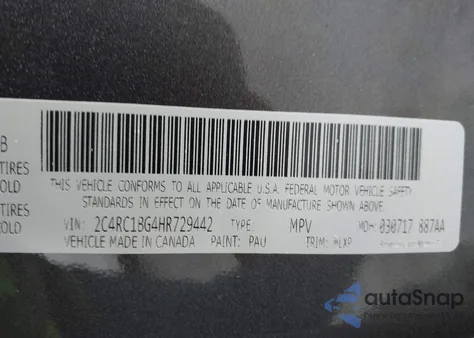 B
TIRES
OLD
TIRES
OLD
THIS VEHICLE CONFORMS TO ALL APPLICABLE U.S.A. FEDERAL MOTOR VEHICLE SAFETY
STANDARDS IN EFFECT ON THE DATE OF MANUFACTURE SHOWN ABOVE.
VIN: 2C4RC1BG4HR729442 TYPE: MPV MDH: 030717 887AA
VEHICLE MADE IN CANADA PAINT: PAU TRIM: *LXP
autoSnap